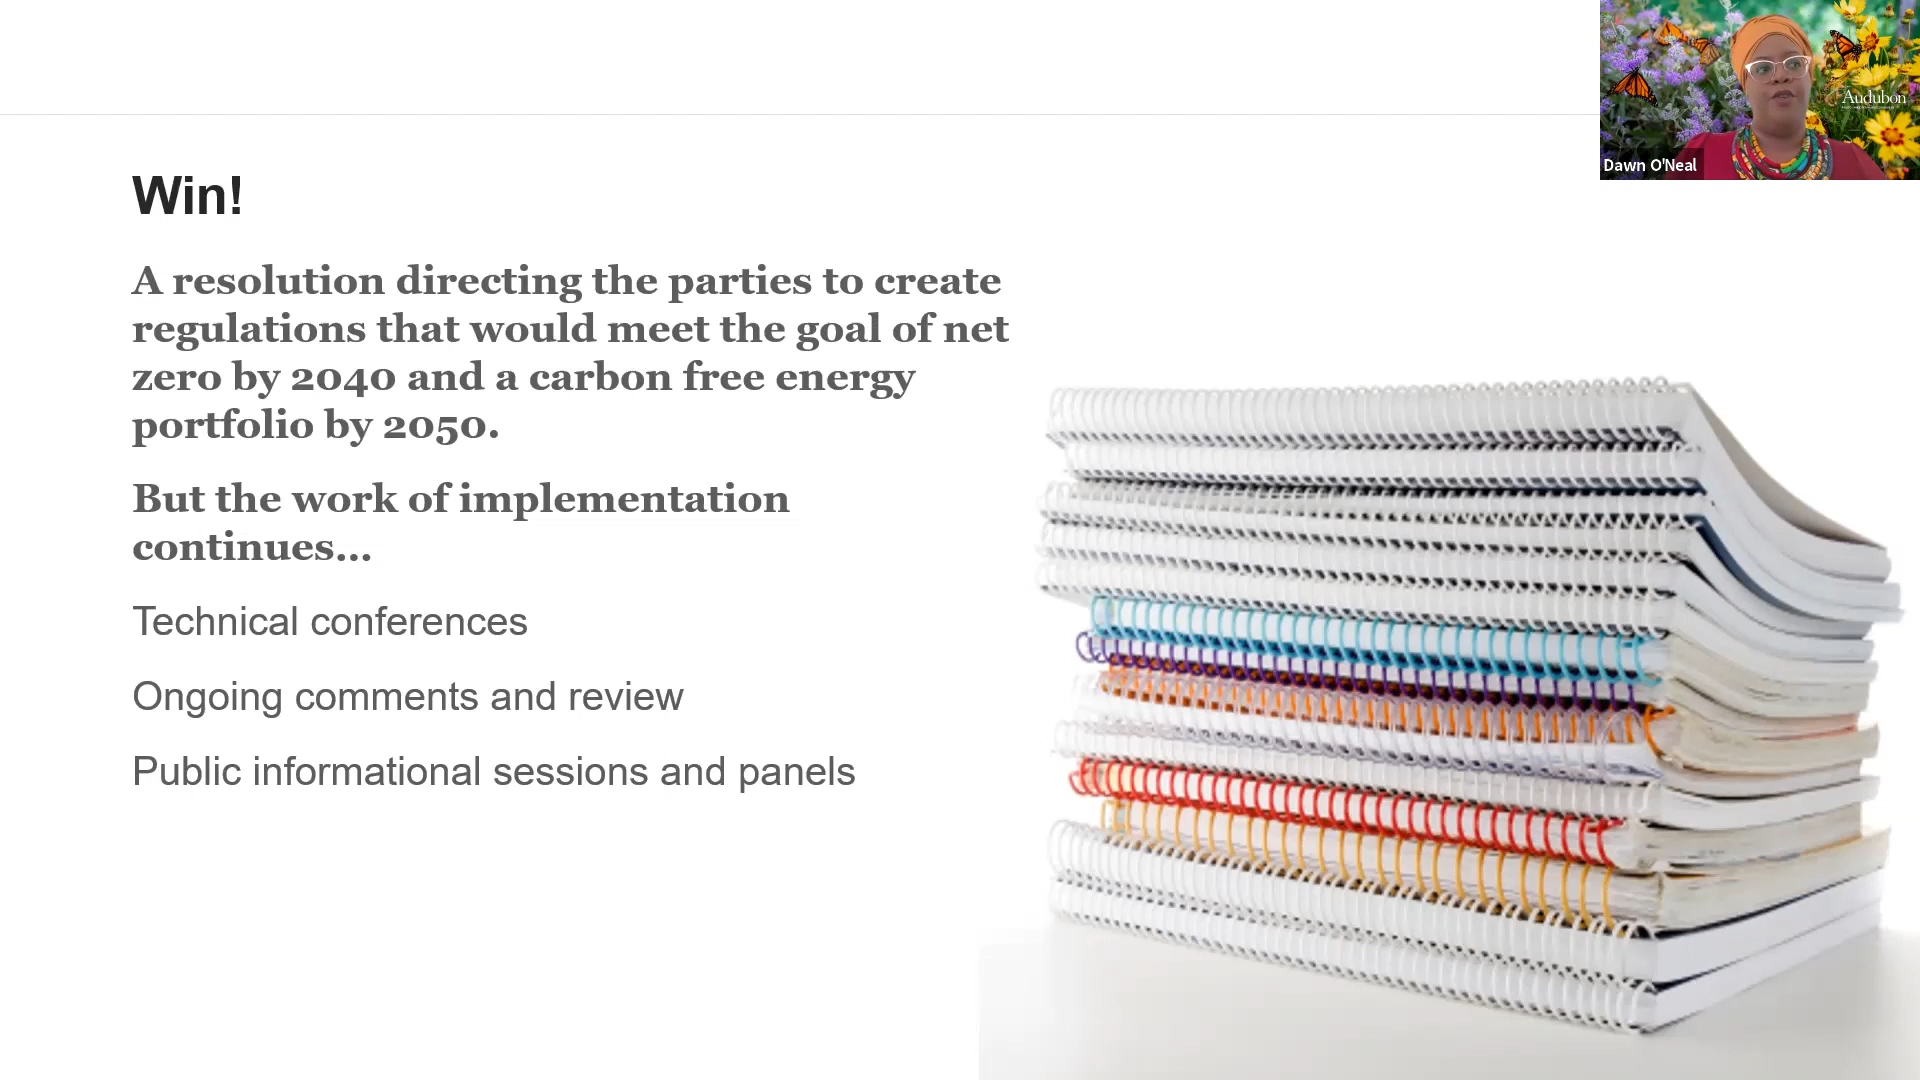 Win!
A resolution directing the parties to create
regulations that would meet the goal of net
zero by 2040 and a carbon free energy
portfolio by 2050.
But the work of implementation
continues...
Technical conferences
Ongoing comments and review
Public informational sessions and panels
Audubon
Dawn O'Neal